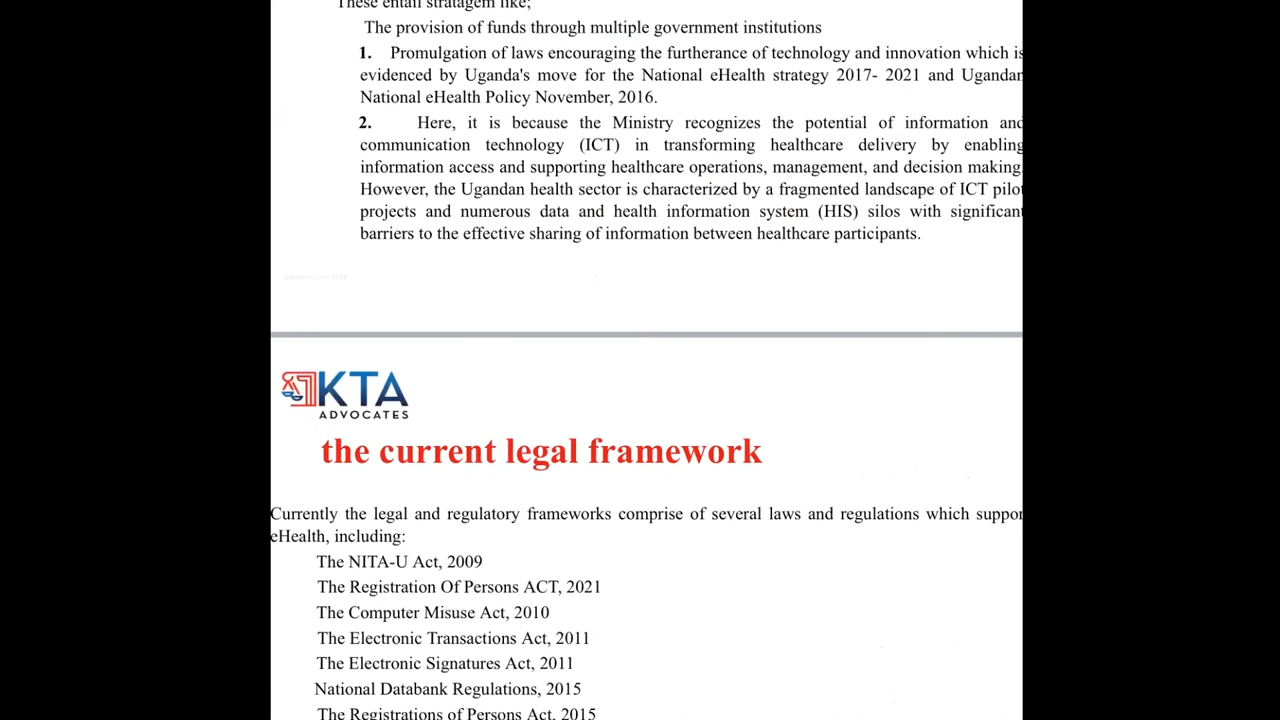 These entail stratagem like;
The provision of funds through multiple government institutions
1. Promulgation of laws encouraging the furtherance of technology and innovation which is
evidenced by Uganda's move for the National eHealth strategy 2017- 2021 and Ugandan
National eHealth Policy November, 2016.
2. Here, it is because the Ministry recognizes the potential of information and
communication technology (ICT) in transforming healthcare delivery by enabling
information access and supporting healthcare operations, management, and decision making.
However, the Ugandan health sector is characterized by a fragmented landscape of ICT pilot
projects and numerous data and health information system (HIS) silos with significant
barriers to the effective sharing of information between healthcare participants.
KTA
ADVOCATES
the current legal framework
Currently the legal and regulatory frameworks comprise of several laws and regulations which suppor
eHealth, including:
The NITA-U Act, 2009
The Registration Of Persons ACT, 2021
The Computer Misuse Act, 2010
The Electronic Transactions Act, 2011
The Electronic Signatures Act, 2011
National Databank Regulations, 2015
The Registrations of Persons Act, 2015